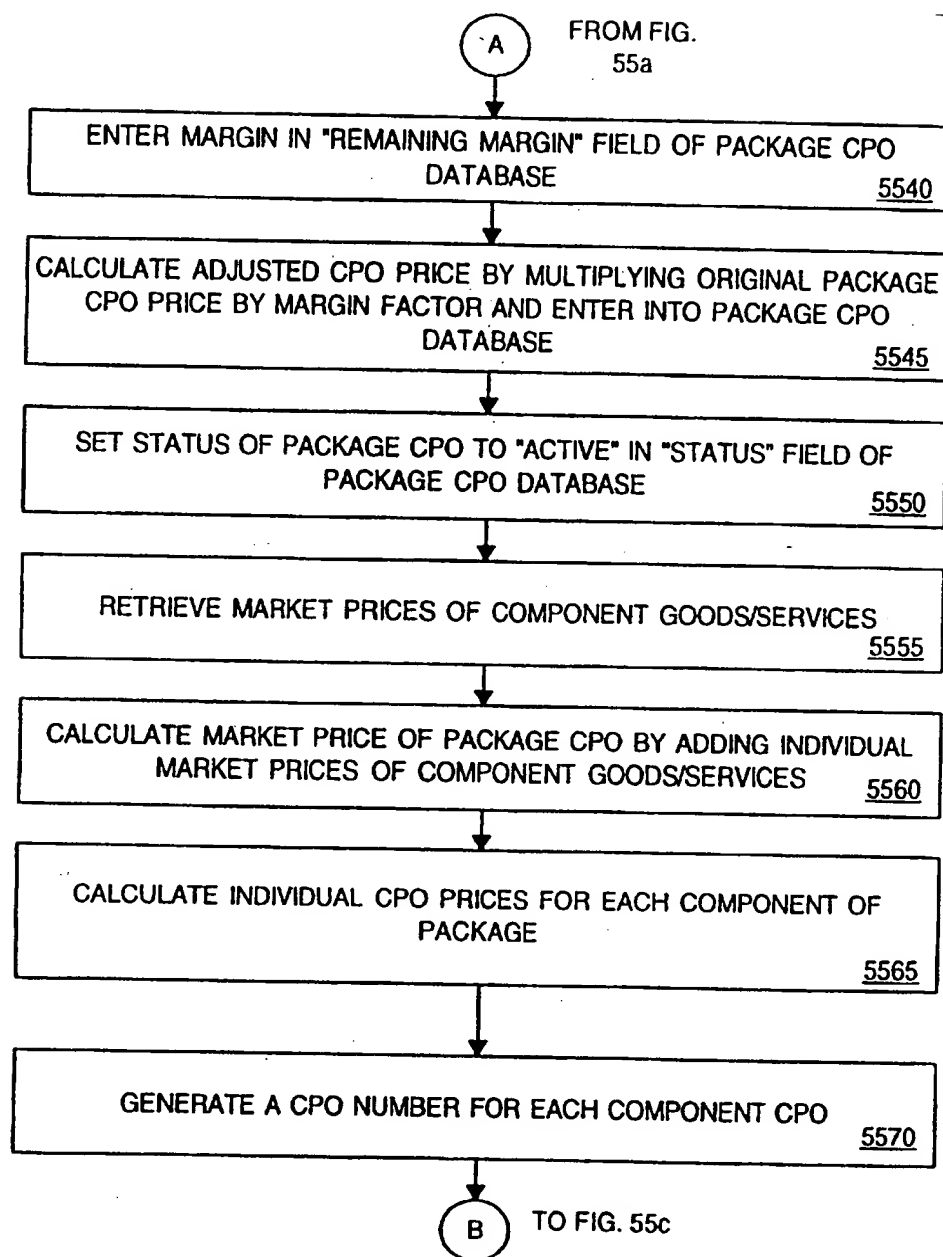 A
FROM FIG.
55a
ENTER MARGIN IN "REMAINING MARGIN" FIELD OF PACKAGE CPO
DATABASE
5540
CALCULATE ADJUSTED CPO PRICE BY MULTIPLYING ORIGINAL PACKAGE
CPO PRICE BY MARGIN FACTOR AND ENTER INTO PACKAGE CPO
DATABASE
5545
SET STATUS OF PACKAGE CPO TO "ACTIVE" IN "STATUS" FIELD OF
PACKAGE CPO DATABASE
5550
RETRIEVE MARKET PRICES OF COMPONENT GOODS/SERVICES
5555
CALCULATE MARKET PRICE OF PACKAGE CPO BY ADDING INDIVIDUAL
MARKET PRICES OF COMPONENT GOODS/SERVICES
5560
CALCULATE INDIVIDUAL CPO PRICES FOR EACH COMPONENT OF
PACKAGE
5565
GENERATE A CPO NUMBER FOR EACH COMPONENT CPO
5570
B
TO FIG. 55c